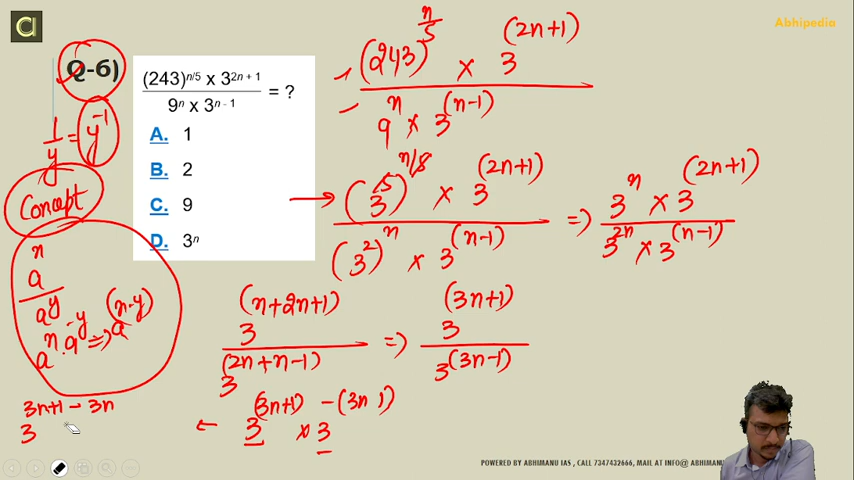 a
Abhipedia
Q-6)
(243)^{n/5} x 3^{2n + 1}
9^n x 3^{n - 1}
= ?
A. 1
B. 2
C. 9
D. 3^n
1/y = y^{-1}
Concept
a^x
a^y
a^x . a^{-y} => a^{(x-y)}
(243)^{n/5} × 3^{(2n+1)}
9^n × 3^{(n-1)}
→ (3^5)^{n/5} × 3^{(2n+1)}
(3^2)^n × 3^{(n-1)}
=> 3^n × 3^{(2n+1)}
3^{2n} × 3^{(n-1)}
3^{(n+2n+1)}
3^{(2n+n-1)}
=> 3^{(3n+1)}
3^{(3n-1)}
← 3^{(3n+1)} × 3^{-(3n-1)}
3^{3n+1-3n}
POWERED BY ABHIMANU IAS , CALL 7347432666, MAIL AT INFO@ ABHIMAN